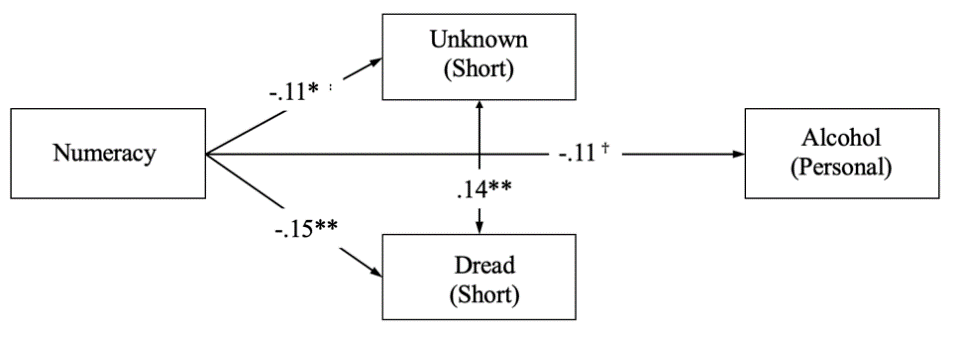 Unknown
(Short)
-.11*
Numeracy
-.11 †
Alcohol
(Personal)
.14**
-.15**
Dread
(Short)